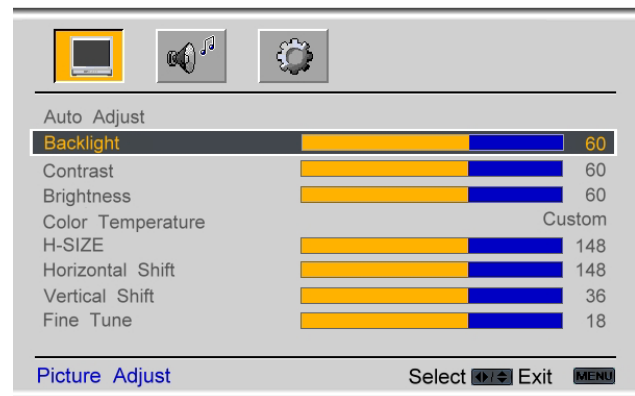 Auto Adjust
Backlight 60
Contrast 60
Brightness 60
Color Temperature Custom
H-SIZE 148
Horizontal Shift 148
Vertical Shift 36
Fine Tune 18
Picture Adjust Select Exit MENU